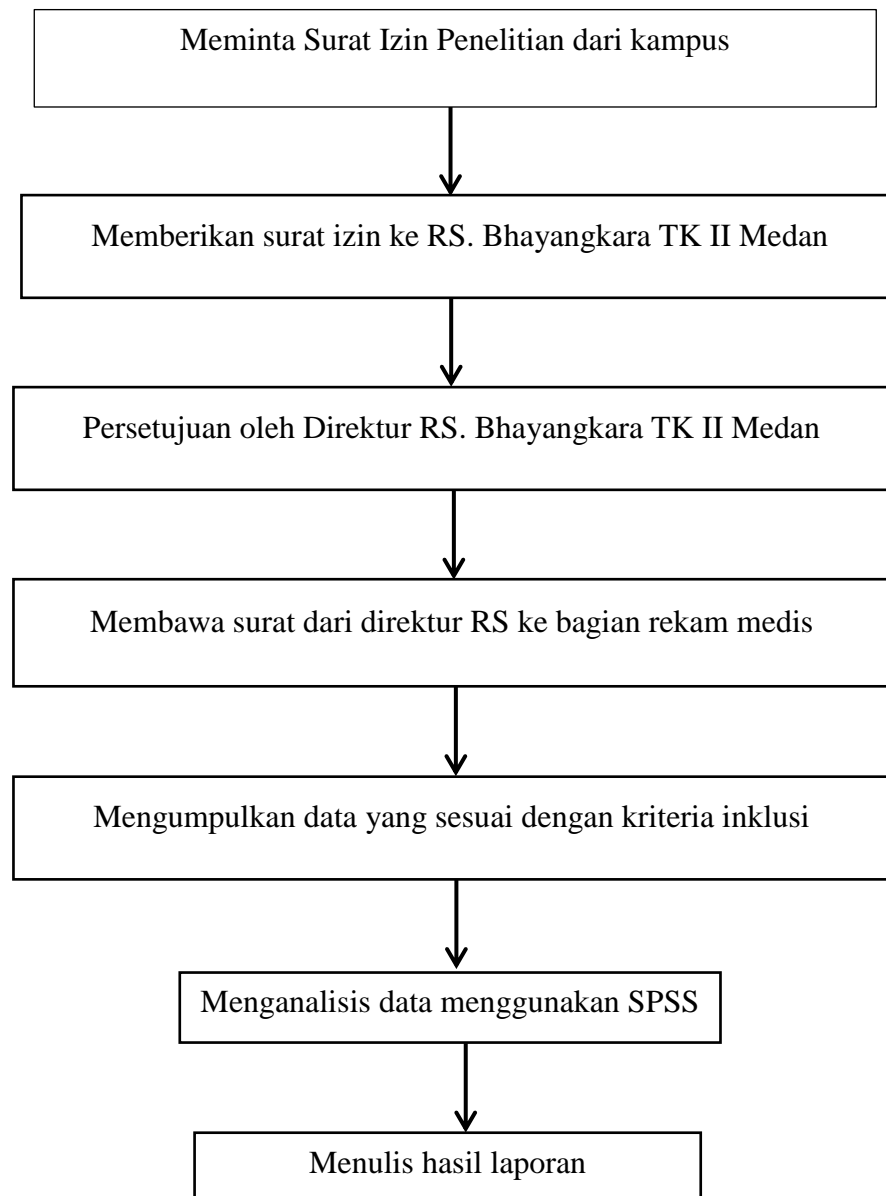 Meminta Surat Izin Penelitian dari kampus
Memberikan surat izin ke RS. Bhayangkara TK II Medan
Persetujuan oleh Direktur RS. Bhayangkara TK II Medan
Membawa surat dari direktur RS ke bagian rekam medis
Mengumpulkan data yang sesuai dengan kriteria inklusi
Menganalisis data menggunakan SPSS
Menulis hasil laporan